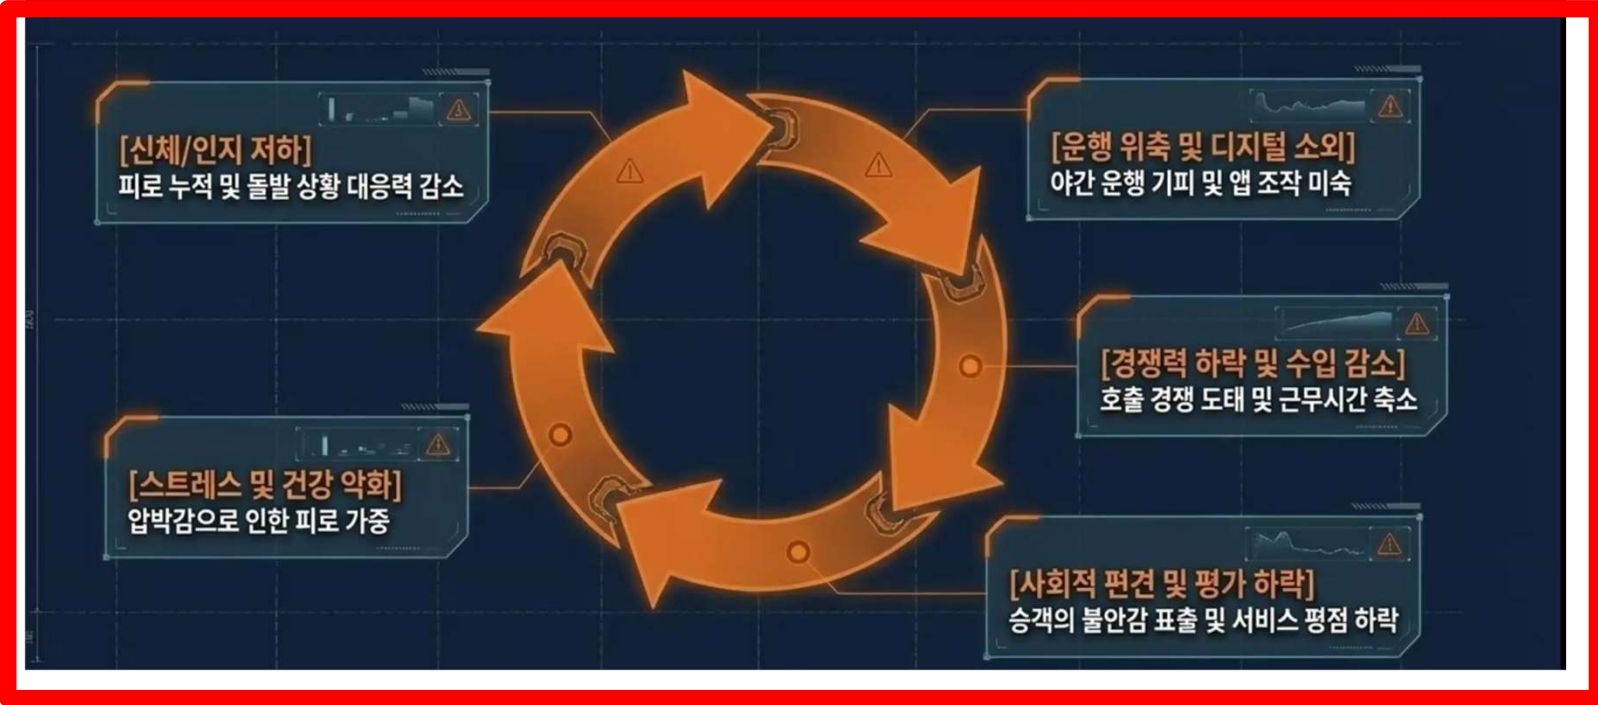 [신체/인지 저하]
피로 누적 및 돌발 상황 대응력 감소
[운행 위축 및 디지털 소외]
야간 운행 기피 및 앱 조작 미숙
[경쟁력 하락 및 수입 감소]
호출 경쟁 도태 및 근무시간 축소
[사회적 편견 및 평가 하락]
승객의 불안감 표출 및 서비스 평점 하락
[스트레스 및 건강 악화]
압박감으로 인한 피로 가중